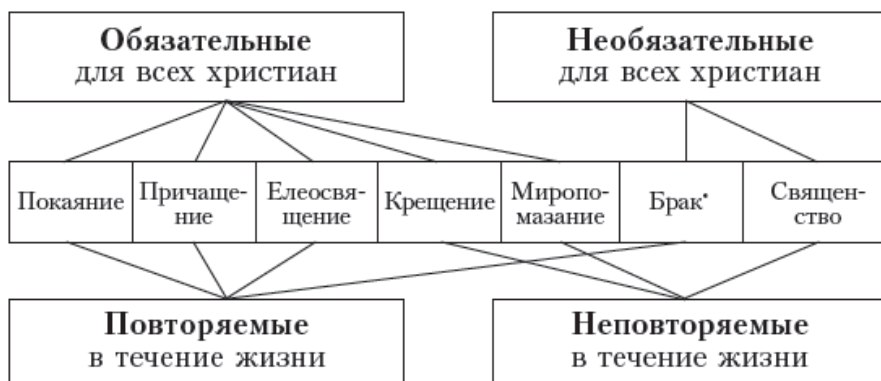 Обязательные
для всех христиан
Необязательные
для всех христиан
Покаяние
Причаще-
ние
Елеосвя-
щение
Крещение
Миропо-
мазание
Брак*
Священ-
ство
Повторяемые
в течение жизни
Неповторяемые
в течение жизни